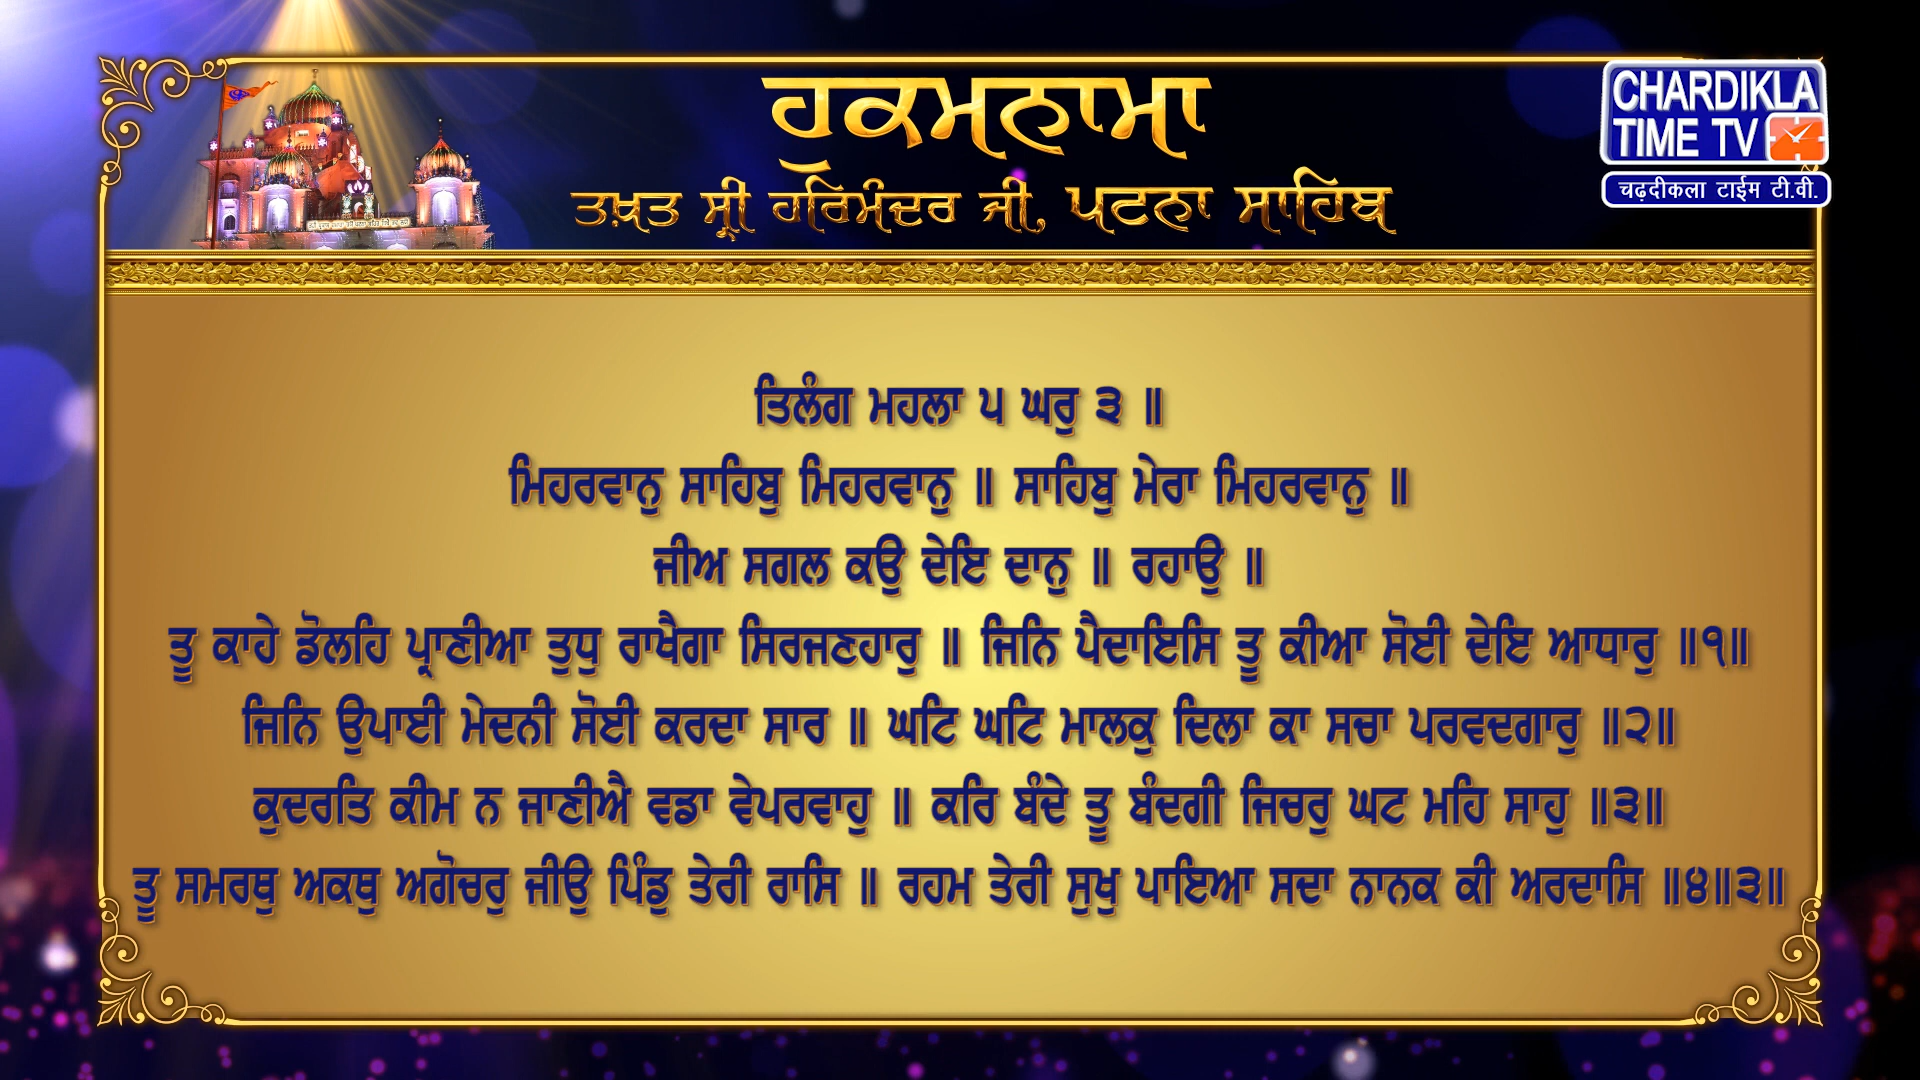 ਹੁਕਮਨਾਮਾ
ਤਖ਼ਤ ਸ੍ਰੀ ਹਰਿਮੰਦਰ ਜੀ, ਪਟਨਾ ਸਾਹਿਬ
CHARDIKLA
TIME TV
चढ़दीकला टाईम टी.वी.
ਤਿਲੰਗ ਮਹਲਾ ੫ ਘਰੁ ੩ ॥
ਮਿਹਰਵਾਨੁ ਸਾਹਿਬੁ ਮਿਹਰਵਾਨੁ ॥ ਸਾਹਿਬੁ ਮੇਰਾ ਮਿਹਰਵਾਨੁ ॥
ਜੀਅ ਸਗਲ ਕਉ ਦੇਇ ਦਾਨੁ ॥ ਰਹਾਉ ॥
ਤੂ ਕਾਹੇ ਡੋਲਹਿ ਪ੍ਰਾਣੀਆ ਤੁਧੁ ਰਾਖੈਗਾ ਸਿਰਜਣਹਾਰੁ ॥ ਜਿਨਿ ਪੈਦਾਇਸਿ ਤੂ ਕੀਆ ਸੋਈ ਦੇਇ ਆਧਾਰੁ ॥੧॥
ਜਿਨਿ ਉਪਾਈ ਮੇਦਨੀ ਸੋਈ ਕਰਦਾ ਸਾਰ ॥ ਘਟਿ ਘਟਿ ਮਾਲਕੁ ਦਿਲਾ ਕਾ ਸਚਾ ਪਰਵਦਗਾਰੁ ॥੨॥
ਕੁਦਰਤਿ ਕੀਮ ਨ ਜਾਣੀਐ ਵਡਾ ਵੇਪਰਵਾਹੁ ॥ ਕਰਿ ਬੰਦੇ ਤੂ ਬੰਦਗੀ ਜਿਚਰੁ ਘਟ ਮਹਿ ਸਾਹੁ ॥੩॥
ਤੂ ਸਮਰਥੁ ਅਕਥੁ ਅਗੋਚਰੁ ਜੀਉ ਪਿੰਡੁ ਤੇਰੀ ਰਾਸਿ ॥ ਰਹਮ ਤੇਰੀ ਸੁਖੁ ਪਾਇਆ ਸਦਾ ਨਾਨਕ ਕੀ ਅਰਦਾਸਿ ॥੪॥੩॥